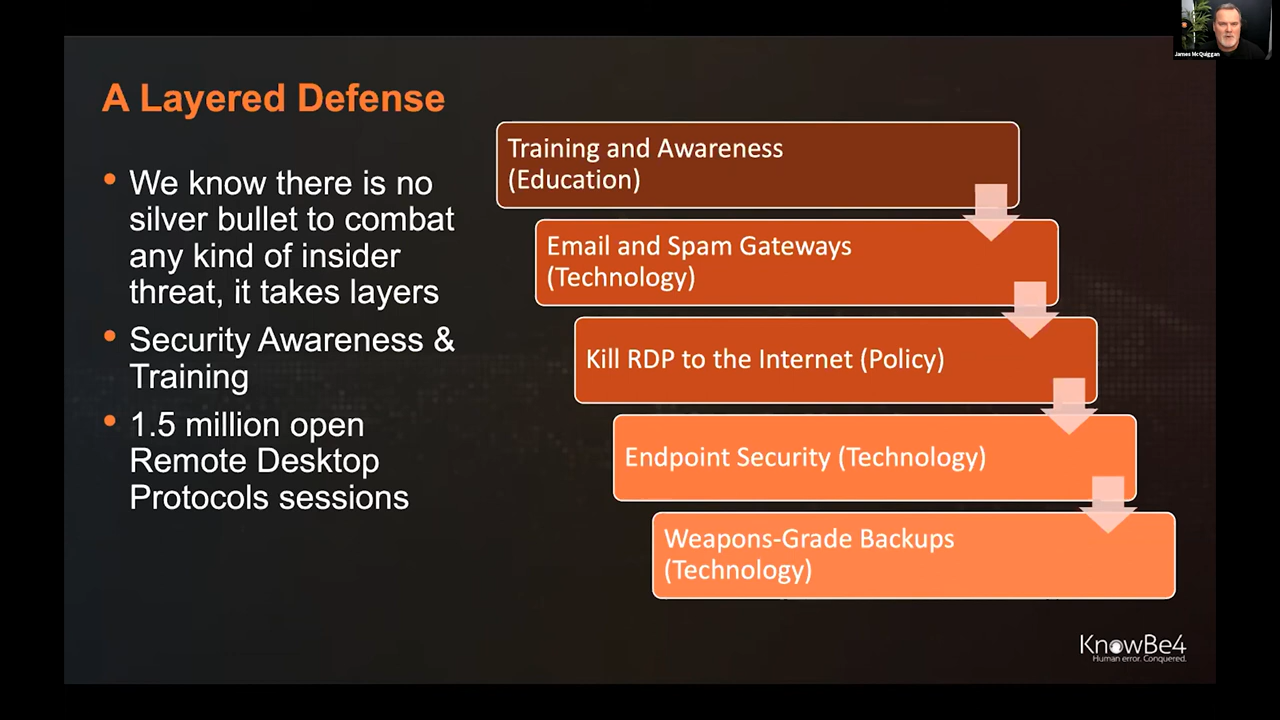 James McQuiggan
A Layered Defense
• We know there is no
silver bullet to combat
any kind of insider
threat, it takes layers
• Security Awareness &
Training
• 1.5 million open
Remote Desktop
Protocols sessions
Training and Awareness
(Education)
Email and Spam Gateways
(Technology)
Kill RDP to the Internet (Policy)
Endpoint Security (Technology)
Weapons-Grade Backups
(Technology)
KnowBe4
Human error. Conquered.